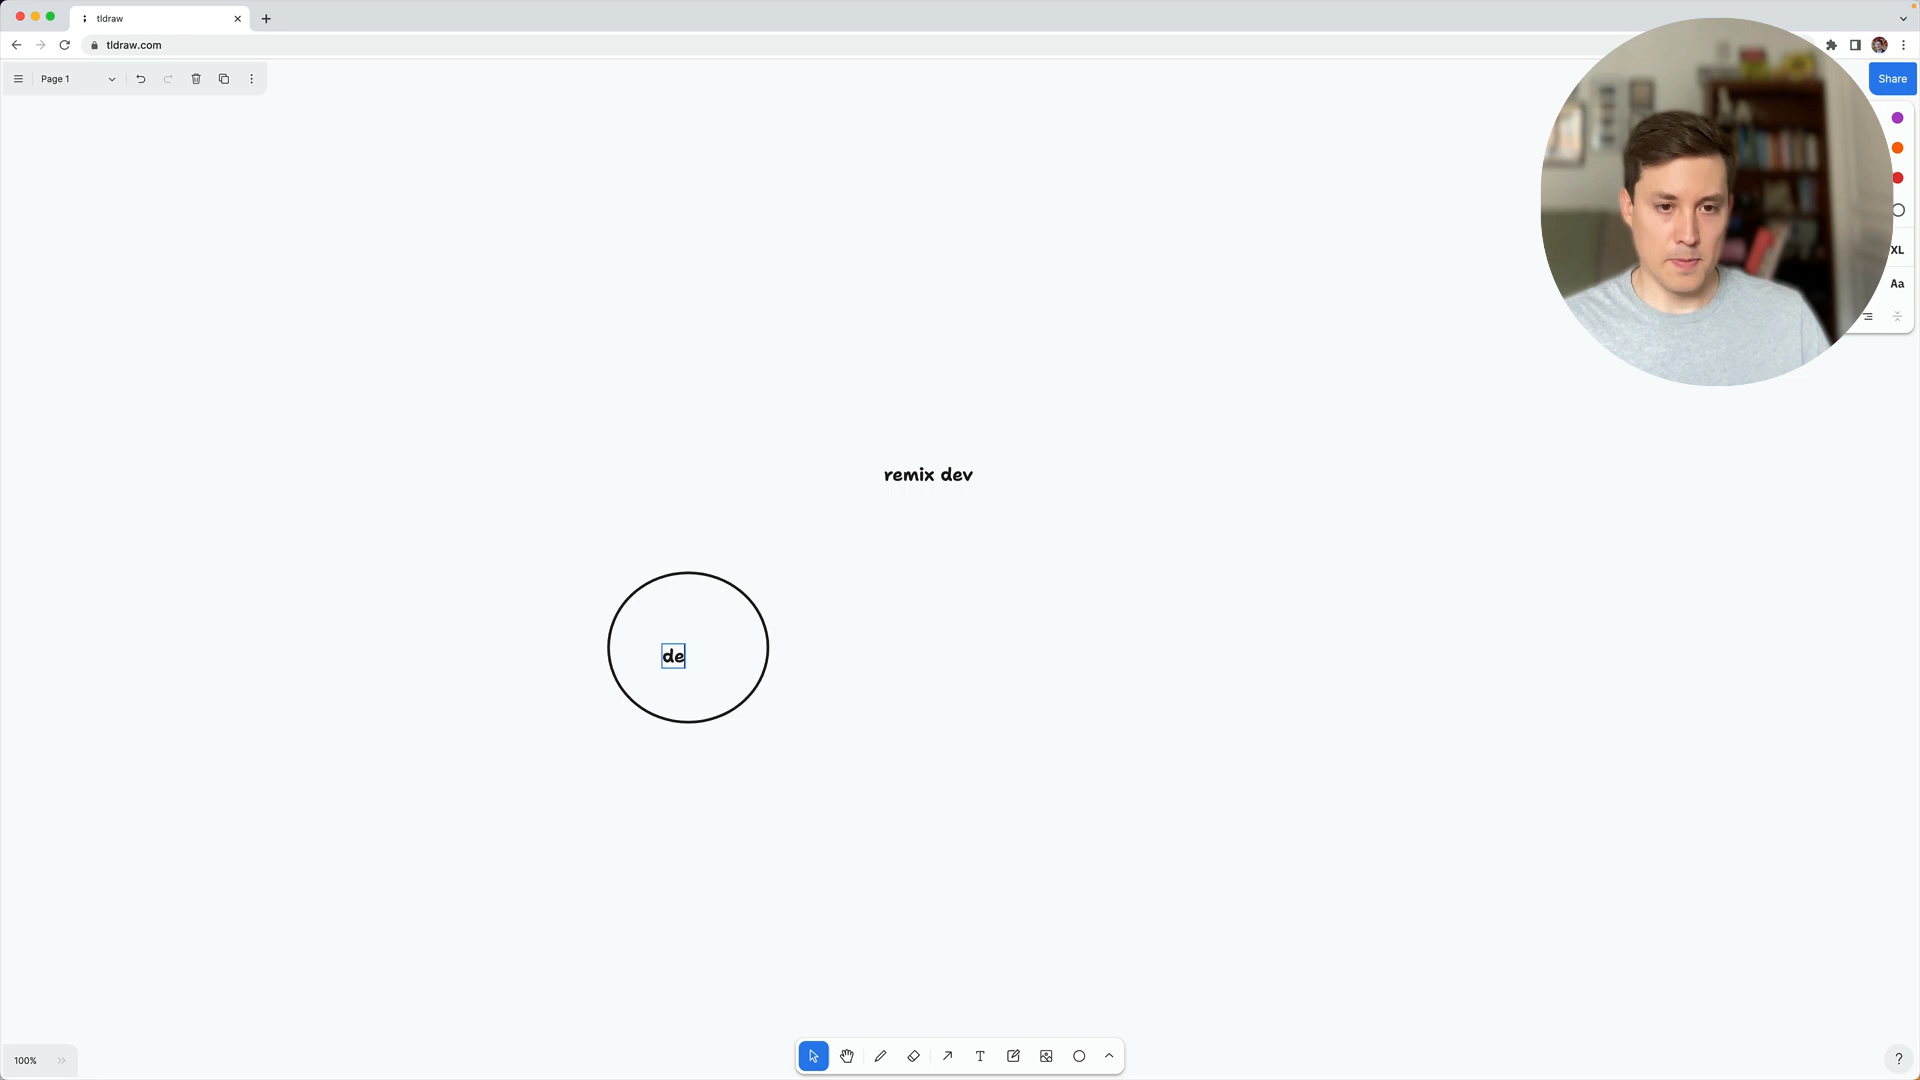 tldraw
tldraw.com
Page 1
Share
XL
Aa
remix dev
de
100%
?